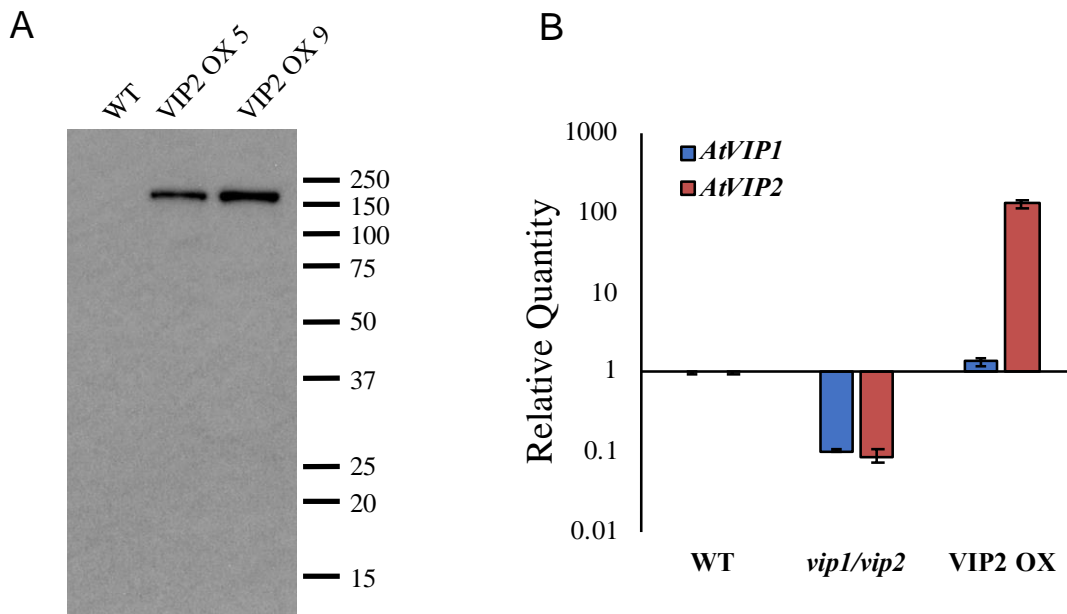 A
WT
VIP2 OX 5
VIP2 OX 9
250
150
100
75
50
37
25
20
15
B
Relative Quantity
1000
100
10
1
0.1
0.01
AtVIP1
AtVIP2
WT
vip1/vip2
VIP2 OX